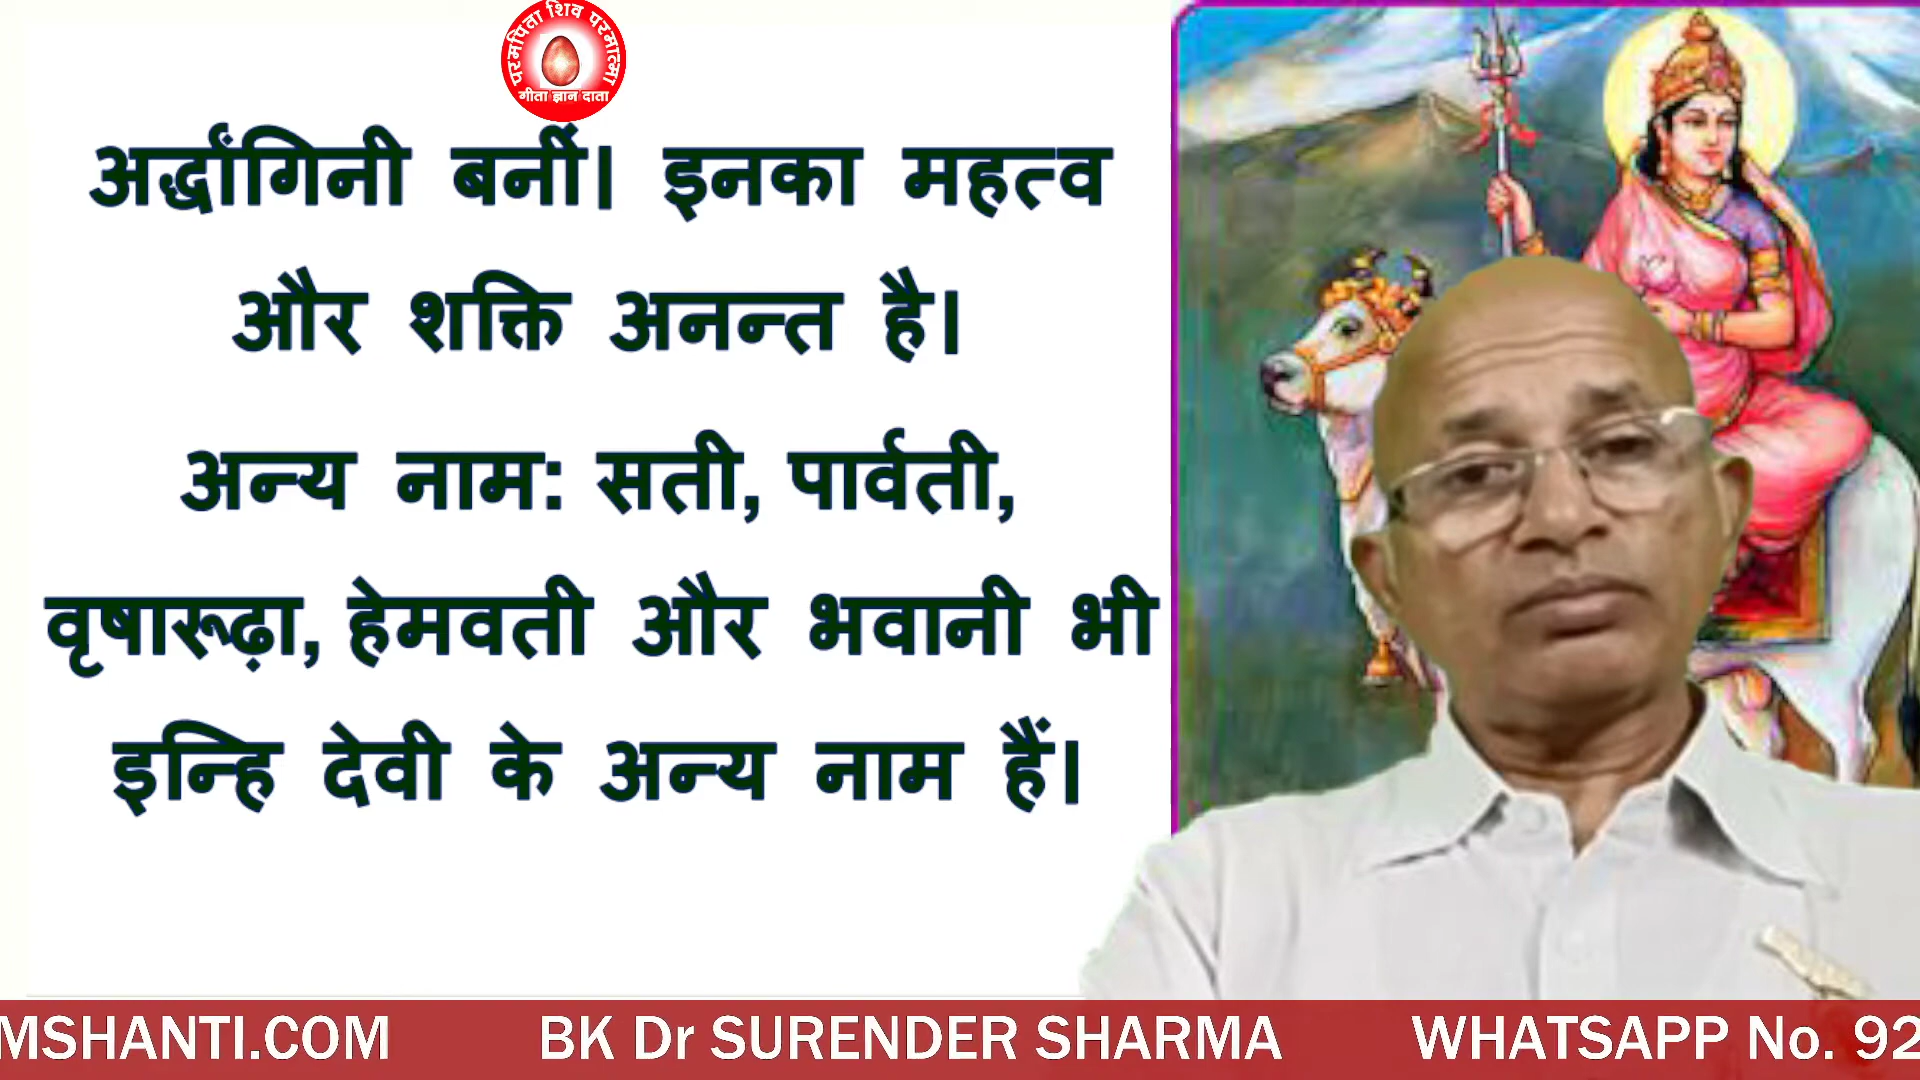 परमपिता शिव परमात्मा
गीता ज्ञान दाता
अर्द्धांगिनी बनीं। इनका महत्व
और शक्ति अनन्त है।
अन्य नाम: सती, पार्वती,
वृषारूढ़ा, हेमवती और भवानी भी
इन्हि देवी के अन्य नाम हैं।
MSHANTI.COM BK Dr SURENDER SHARMA WHATSAPP No. 92